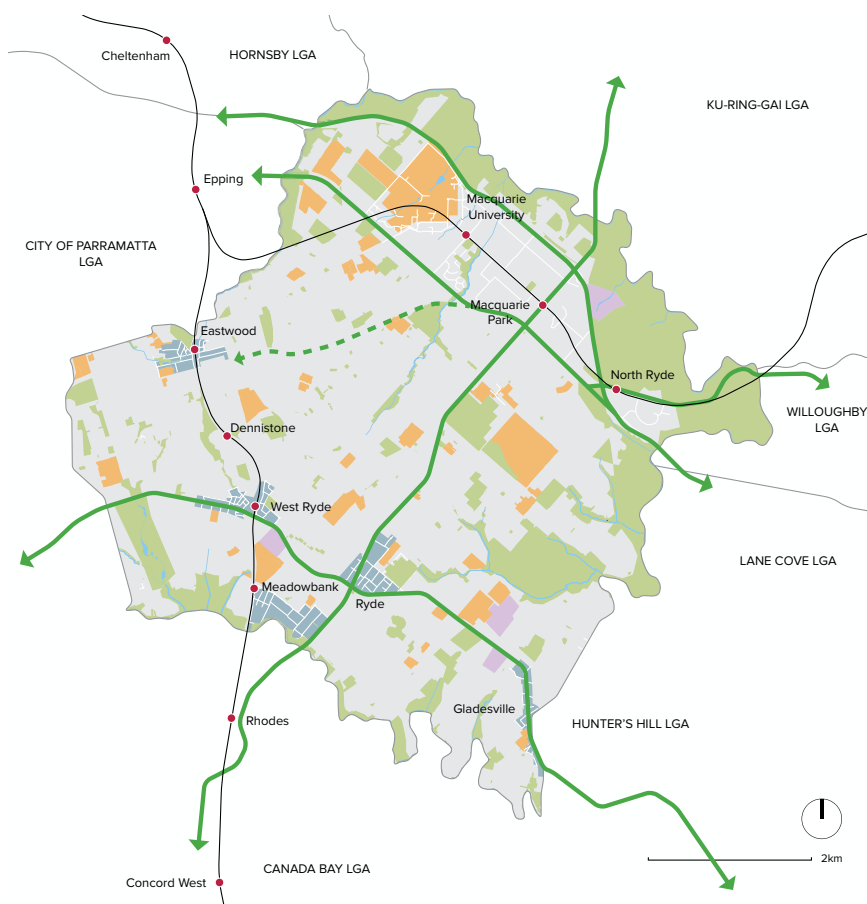 Cheltenham
HORNSBY LGA
KU-RING-GAI LGA
Epping
Macquarie
University
CITY OF PARRAMATTA
LGA
Macquarie
Park
Eastwood
North Ryde
WILLOUGHBY
LGA
Dennistone
West Ryde
LANE COVE LGA
Meadowbank
Ryde
Gladesville
Rhodes
HUNTER'S HILL LGA
2km
CANADA BAY LGA
Concord West